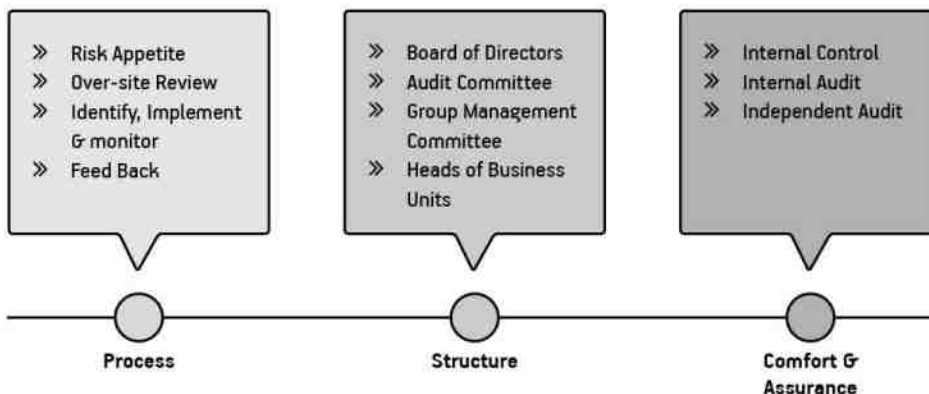 » Risk Appetite
» Over-site Review
» Identify, Implement
& monitor
» Feed Back
» Board of Directors
» Audit Committee
» Group Management
Committee
» Heads of Business
Units
» Internal Control
» Internal Audit
» Independent Audit
Process
Structure
Comfort &
Assurance